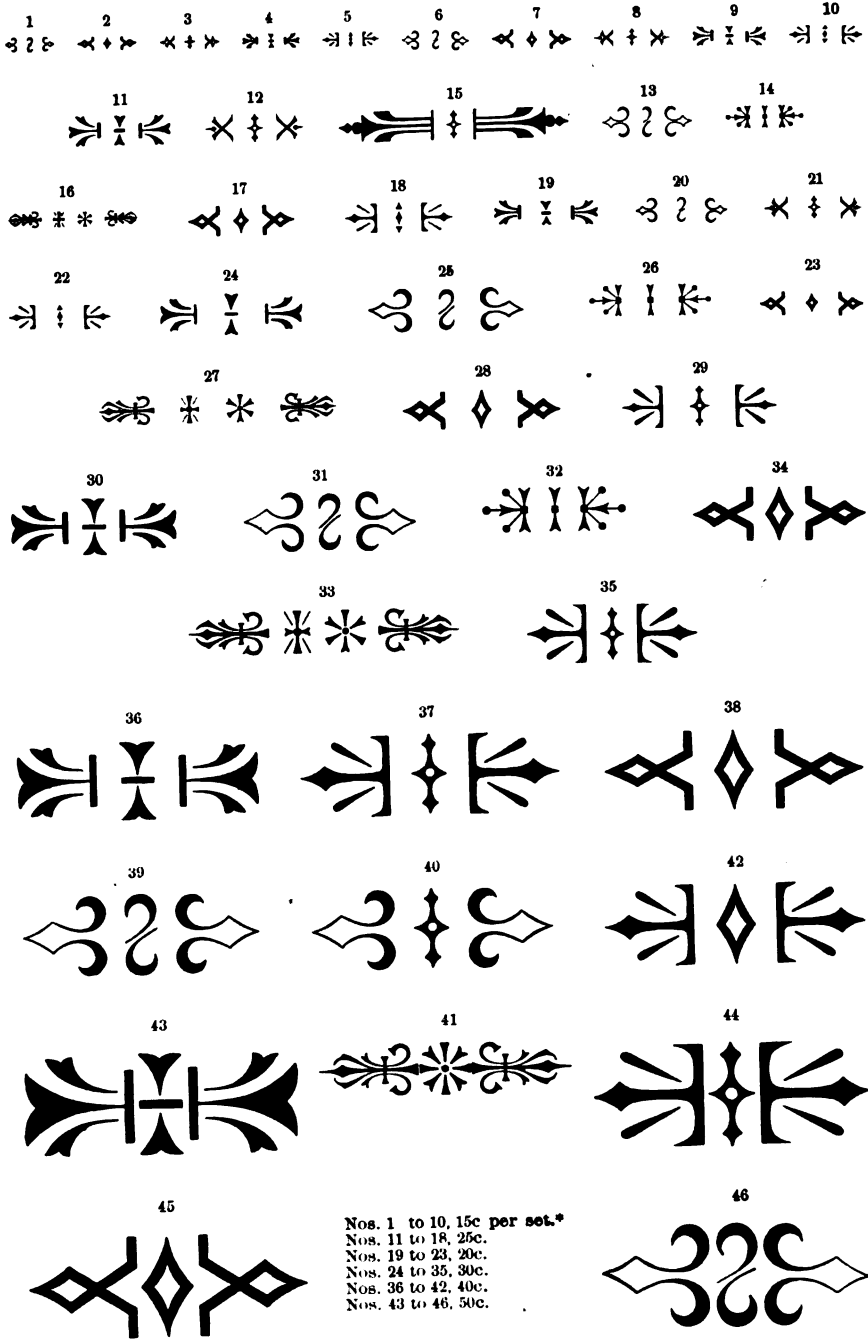 1 2 3 4 5 6 7 8 9 10
11 12 15 13 14
16 17 18 19 20 21
22 24 25 26 23
27 28 29
30 31 32 34
33 35
36 37 38
39 40 42
43 41 44
45 46
Nos. 1 to 10, 15c per set.*
Nos. 11 to 18, 25c.
Nos. 19 to 23, 20c.
Nos. 24 to 35, 30c.
Nos. 36 to 42, 40c.
Nos. 43 to 46, 50c.